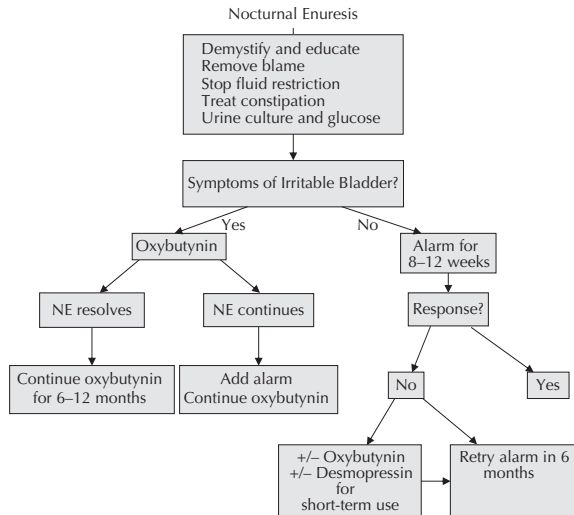 Nocturnal Enuresis
Demystify and educate
Remove blame
Stop fluid restriction
Treat constipation
Urine culture and glucose
Symptoms of Irritable Bladder?
Yes
No
Oxybutynin
Alarm for
8–12 weeks
NE resolves
NE continues
Response?
Continue oxybutynin
for 6–12 months
Add alarm
Continue oxybutynin
No
Yes
+/– Oxybutynin
+/– Desmopressin
for
short-term use
Retry alarm in 6
months